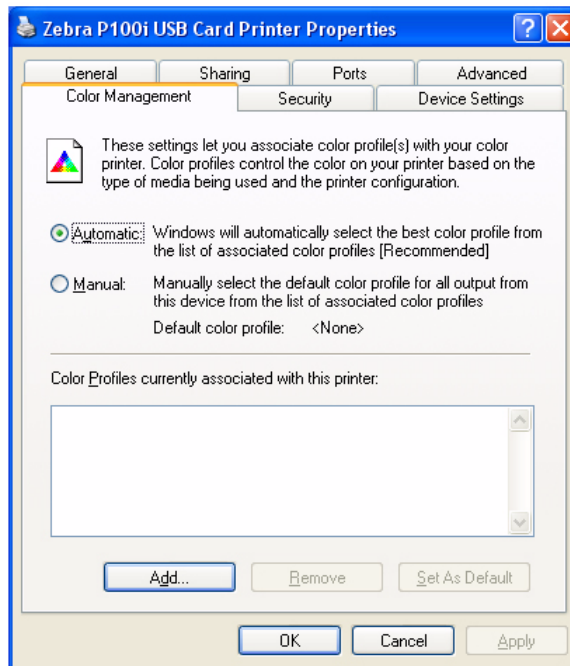 Zebra P100i USB Card Printer Properties
General Sharing Ports Advanced
Color Management Security Device Settings
These settings let you associate color profile(s) with your color
printer. Color profiles control the color on your printer based on the
type of media being used and the printer configuration.
Automatic: Windows will automatically select the best color profile from
the list of associated color profiles [Recommended]
Manual: Manually select the default color profile for all output from
this device from the list of associated color profiles
Default color profile: <None>
Color Profiles currently associated with this printer:
Add... Remove Set As Default
OK Cancel Apply